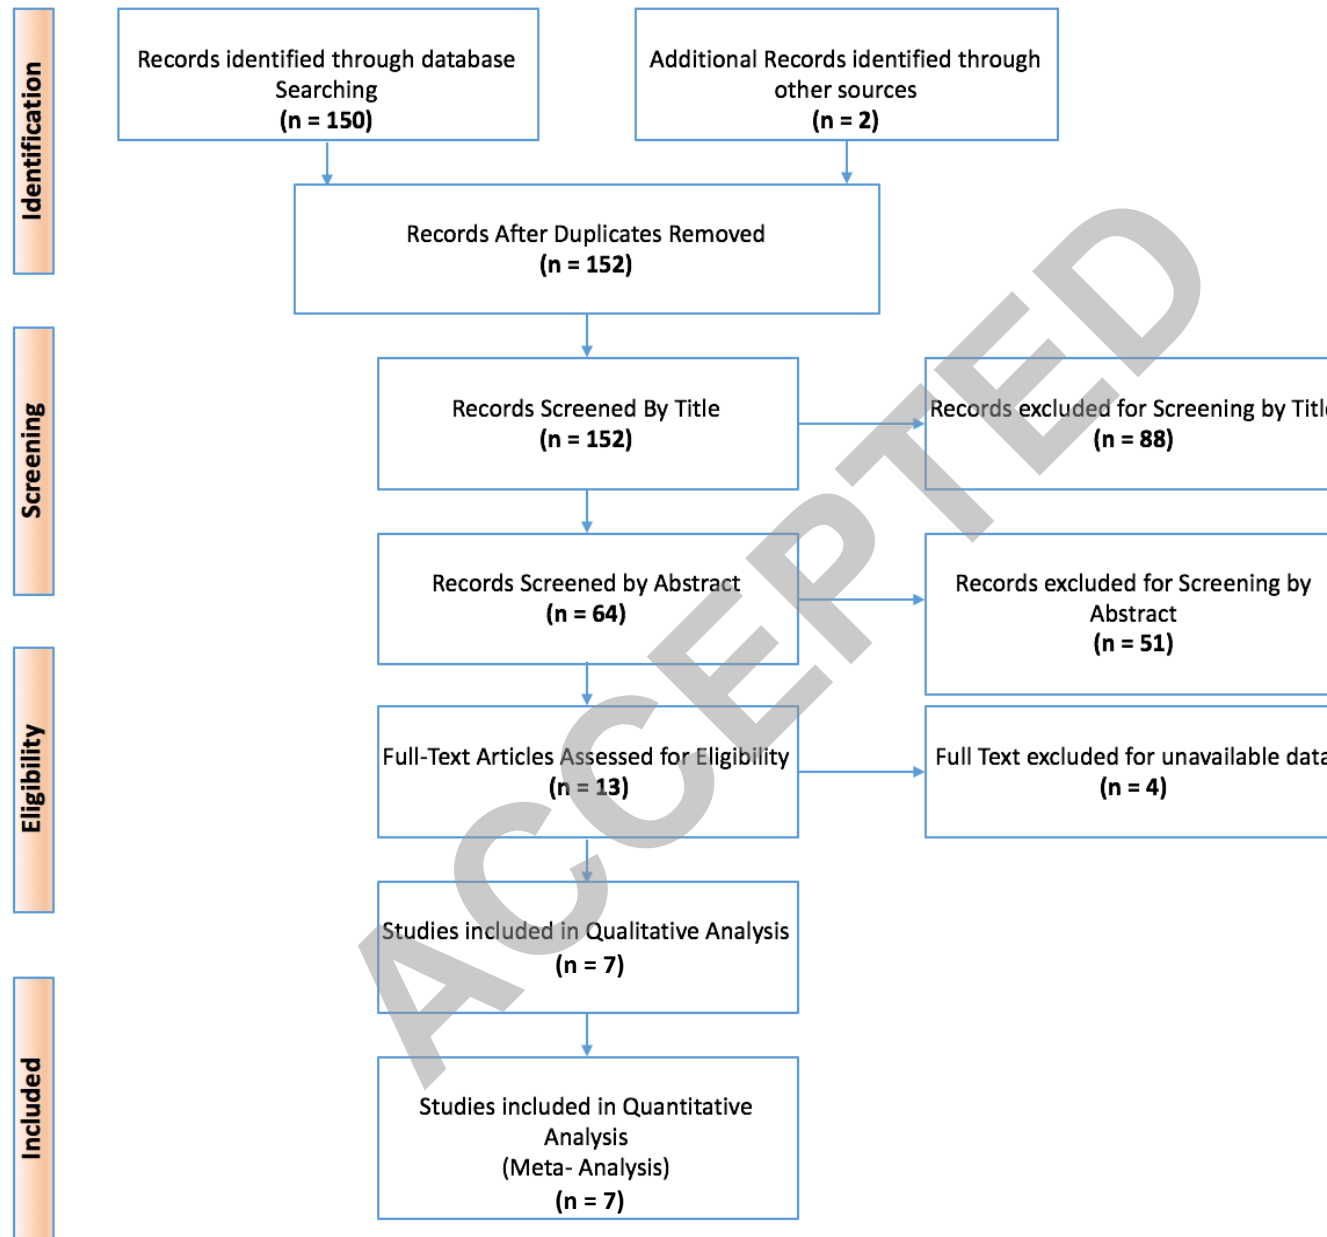 Identification
Records identified through database
Searching
(n = 150)
Additional Records identified through
other sources
(n = 2)
Records After Duplicates Removed
(n = 152)
Screening
Records Screened By Title
(n = 152)
Records excluded for Screening by Title
(n = 88)
Records Screened by Abstract
(n = 64)
Records excluded for Screening by
Abstract
(n = 51)
Eligibility
Full-Text Articles Assessed for Eligibility
(n = 13)
Full Text excluded for unavailable data
(n = 4)
Studies included in Qualitative Analysis
(n = 7)
Included
Studies included in Quantitative
Analysis
(Meta- Analysis)
(n = 7)
ACCEPTED